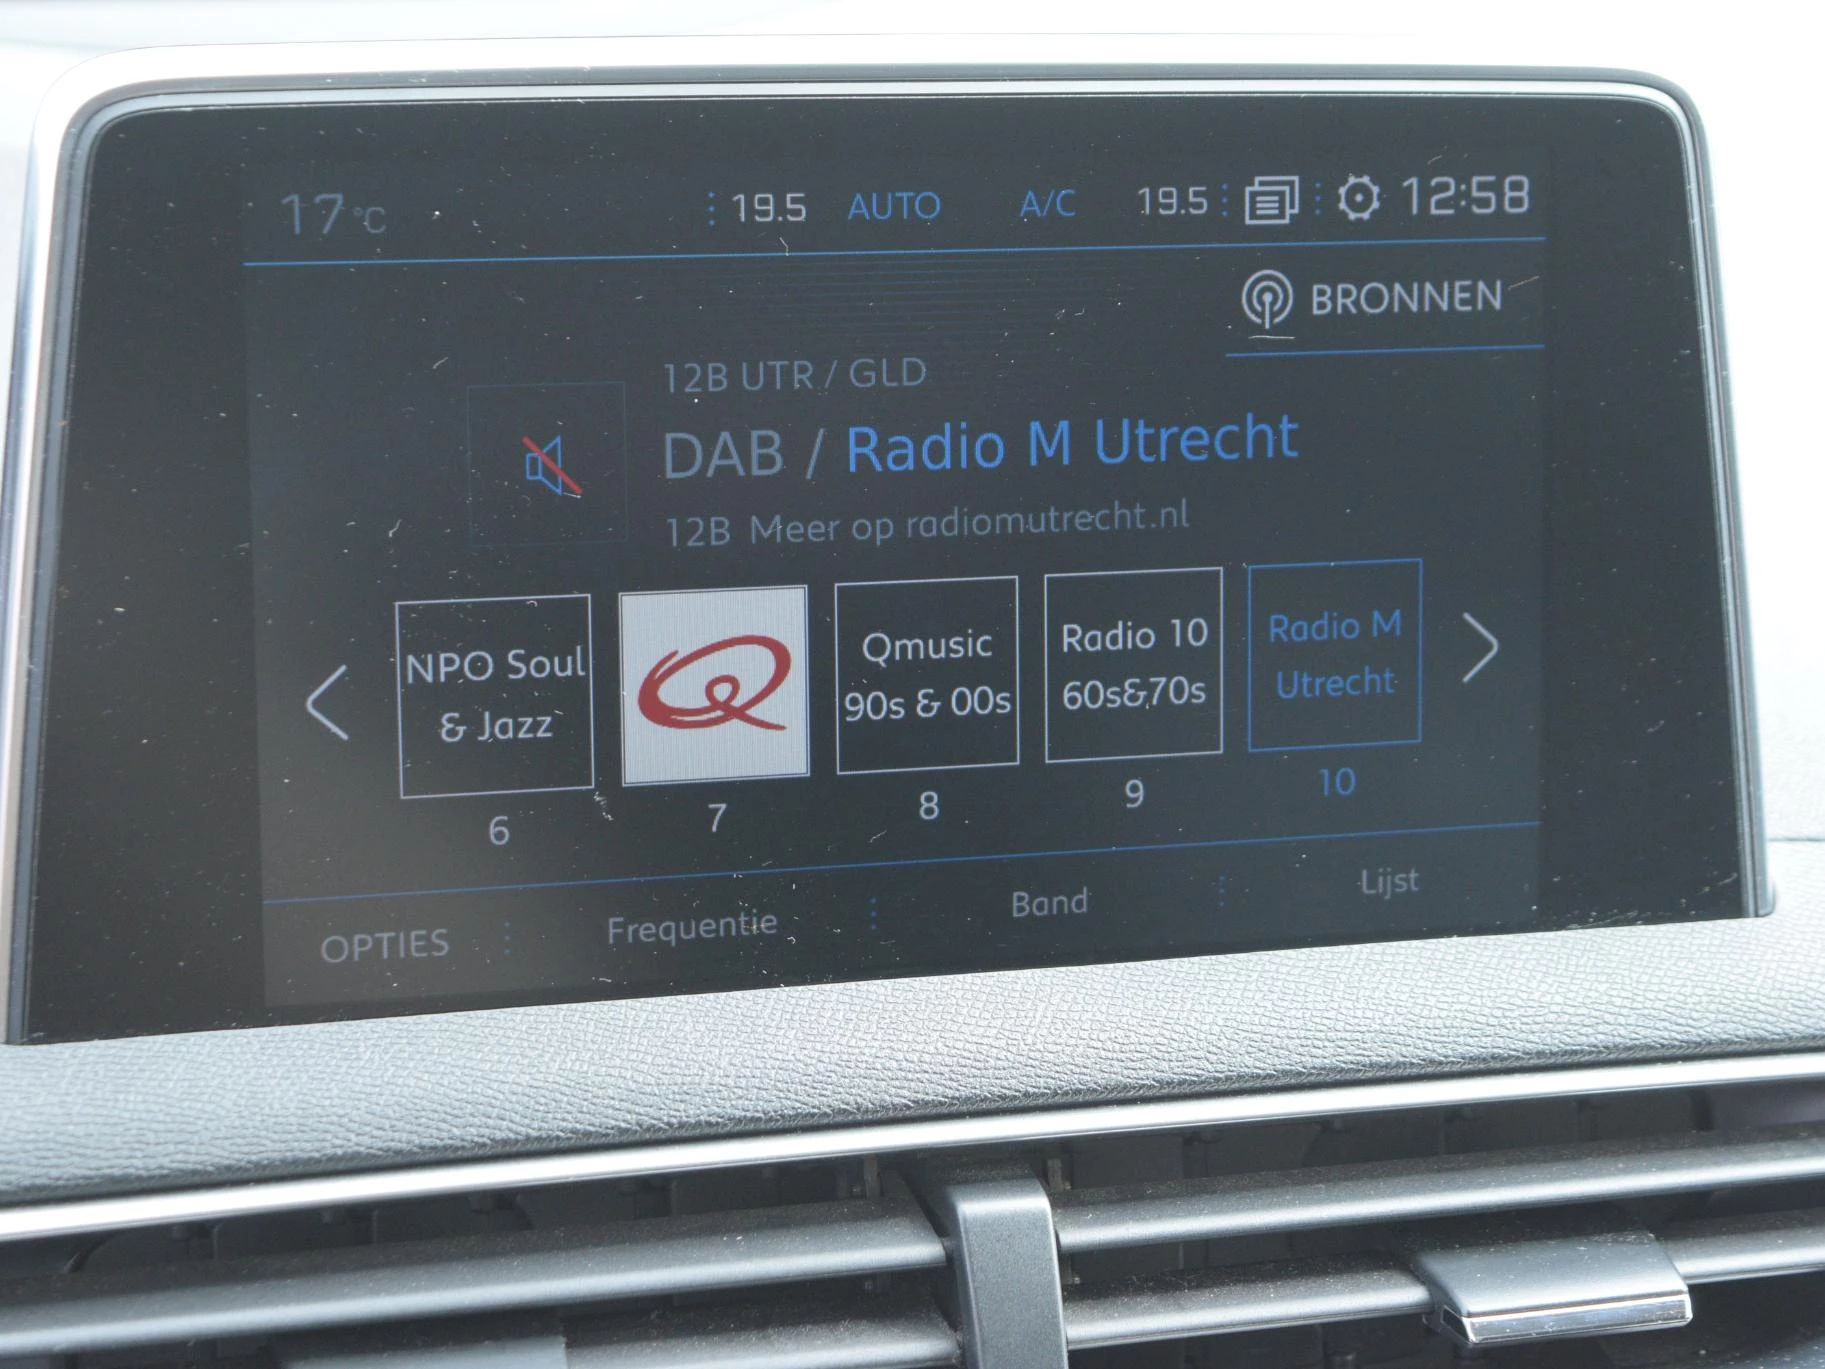 17 °C 19.5 AUTO A/C 19.5 12:58
BRONNEN
12B UTR / GLD
DAB / Radio M Utrecht
12B Meer op radiomutrecht.nl
NPO Soul
& Jazz
6
Q
7
Qmusic
90s & 00s
8
Radio 10
60s&70s
9
Radio M
Utrecht
10
OPTIES Frequentie Band Lijst